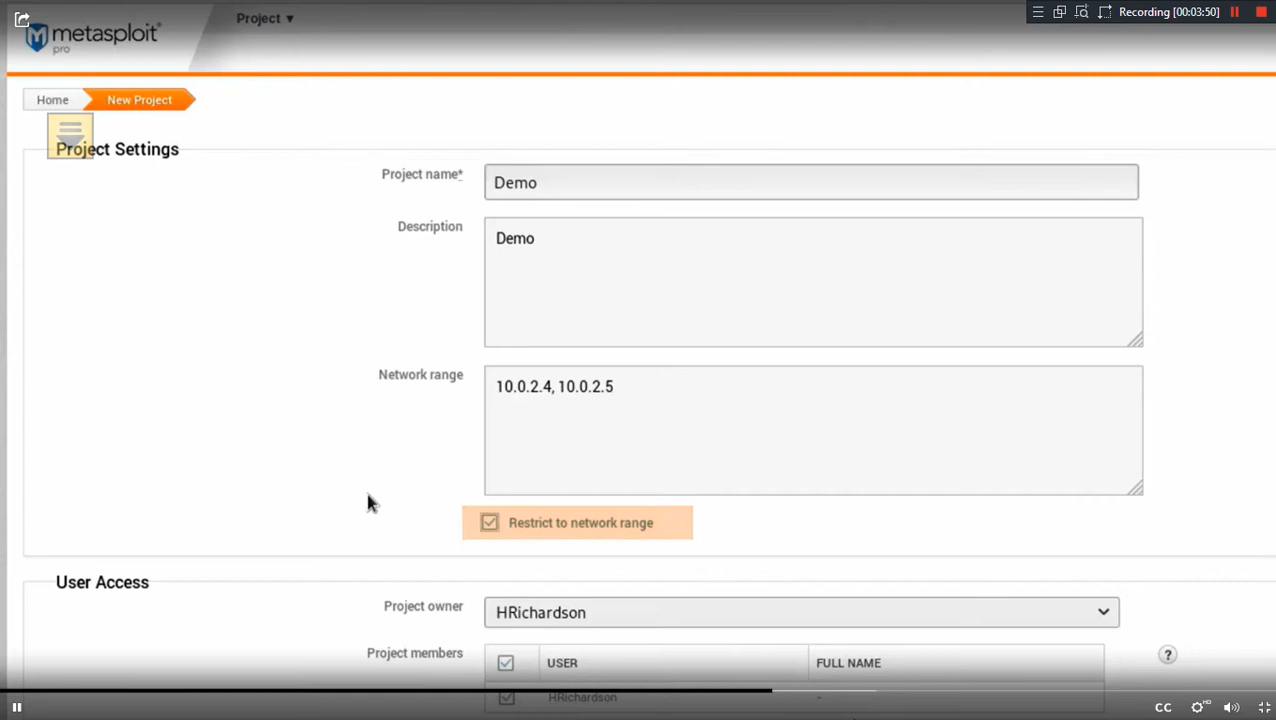 Recording [00:03:50]
metasploit®
pro
Project ▼
Home
New Project
Project Settings
Project name*
Demo
Description
Demo
Network range
10.0.2.4, 10.0.2.5
Restrict to network range
User Access
Project owner
HRichardson
Project members
USER
FULL NAME
?
HRichardson
-
CC
HD